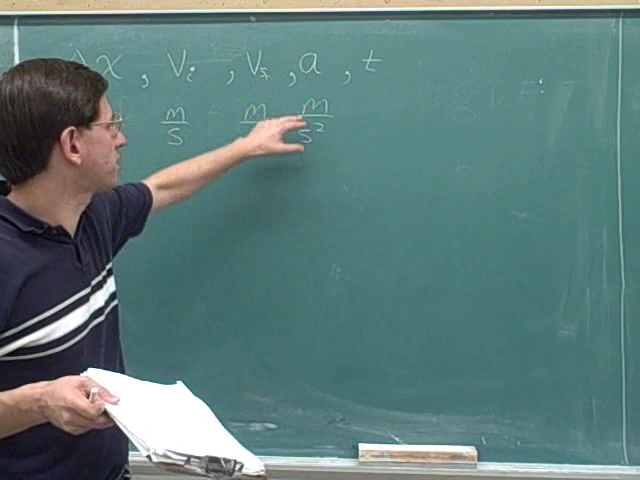 Δx , Vi , Vf , a , t
m/s m m/s²